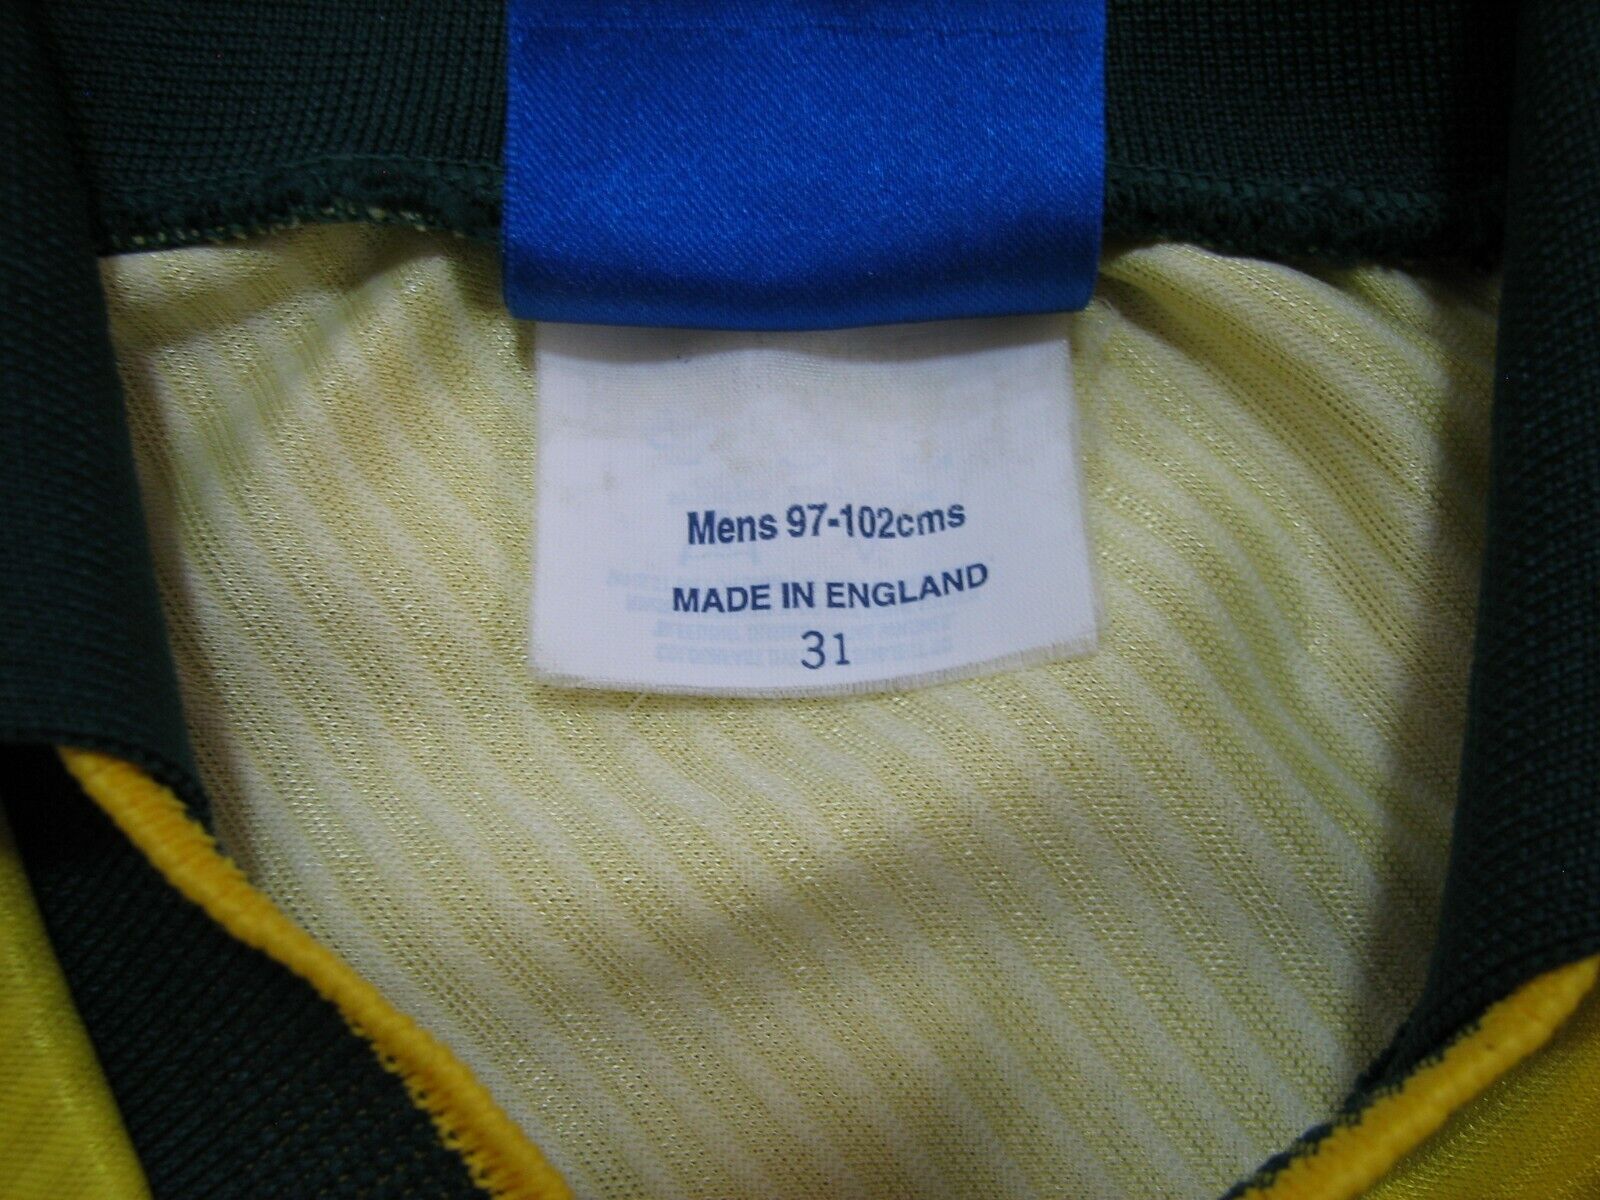 Mens 97-102cms
MADE IN ENGLAND
31